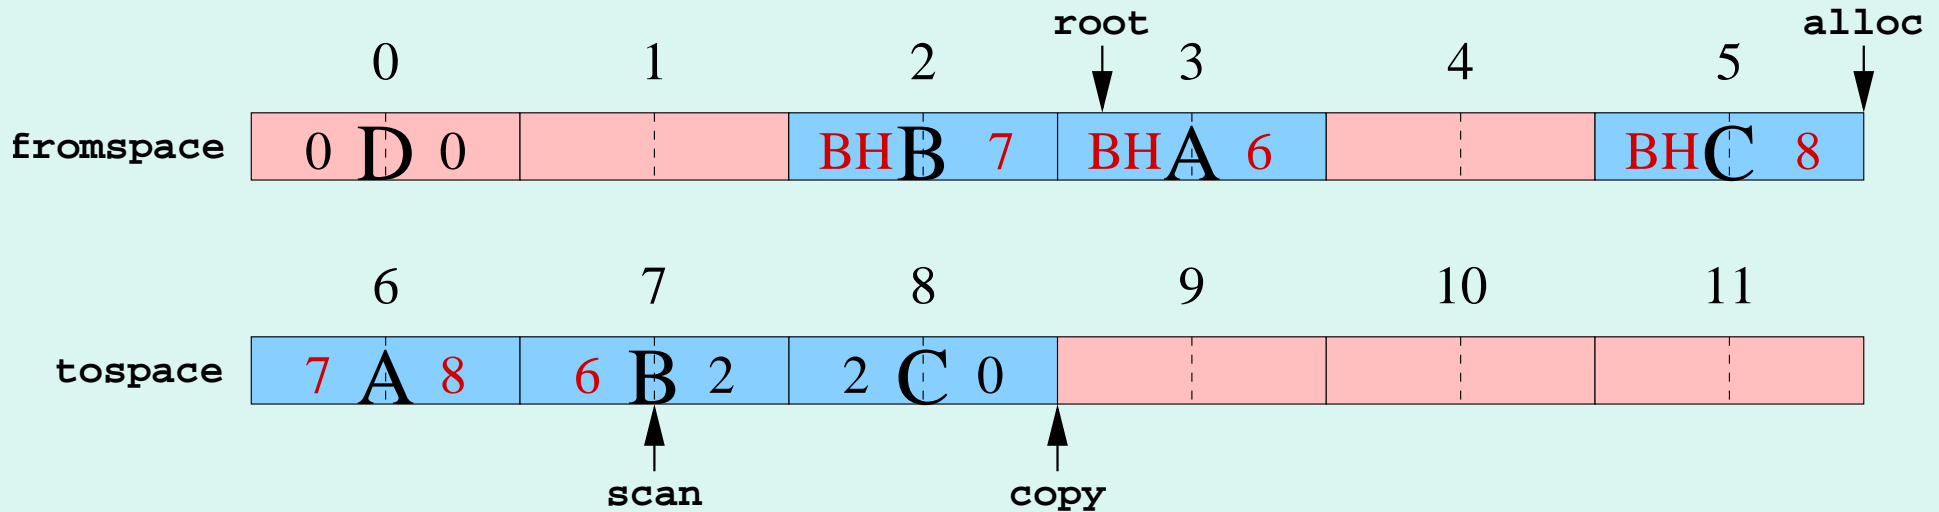 root alloc
0 1 2 3 4 5
fromspace 0 D 0 BH B 7 BH A 6 BH C 8
6 7 8 9 10 11
tospace 7 A 8 6 B 2 2 C 0
scan copy